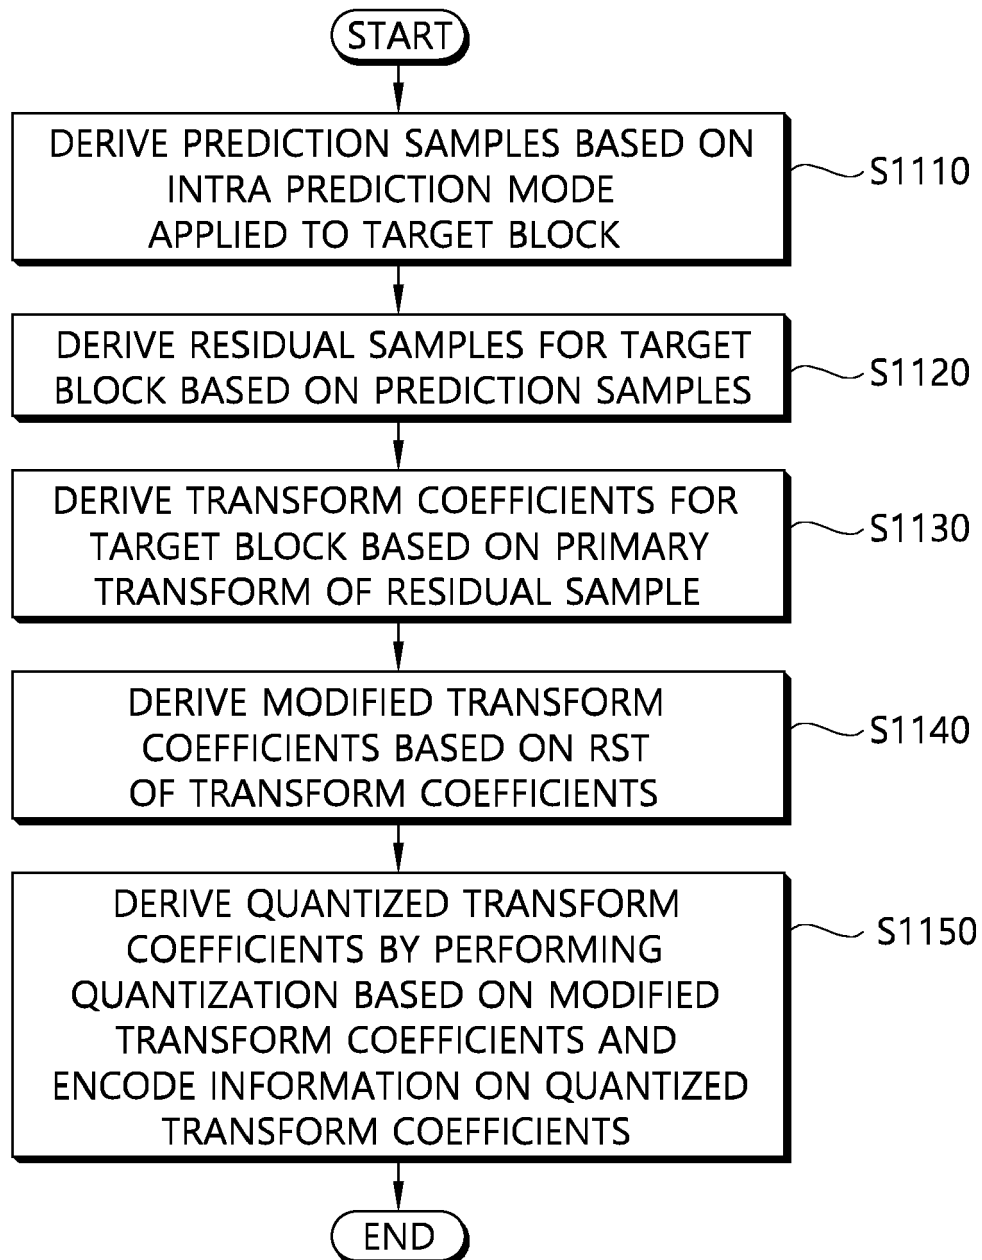 START
DERIVE PREDICTION SAMPLES BASED ON
INTRA PREDICTION MODE
APPLIED TO TARGET BLOCK
S1110
DERIVE RESIDUAL SAMPLES FOR TARGET
BLOCK BASED ON PREDICTION SAMPLES
S1120
DERIVE TRANSFORM COEFFICIENTS FOR
TARGET BLOCK BASED ON PRIMARY
TRANSFORM OF RESIDUAL SAMPLE
S1130
DERIVE MODIFIED TRANSFORM
COEFFICIENTS BASED ON RST
OF TRANSFORM COEFFICIENTS
S1140
DERIVE QUANTIZED TRANSFORM
COEFFICIENTS BY PERFORMING
QUANTIZATION BASED ON MODIFIED
TRANSFORM COEFFICIENTS AND
ENCODE INFORMATION ON QUANTIZED
TRANSFORM COEFFICIENTS
S1150
END